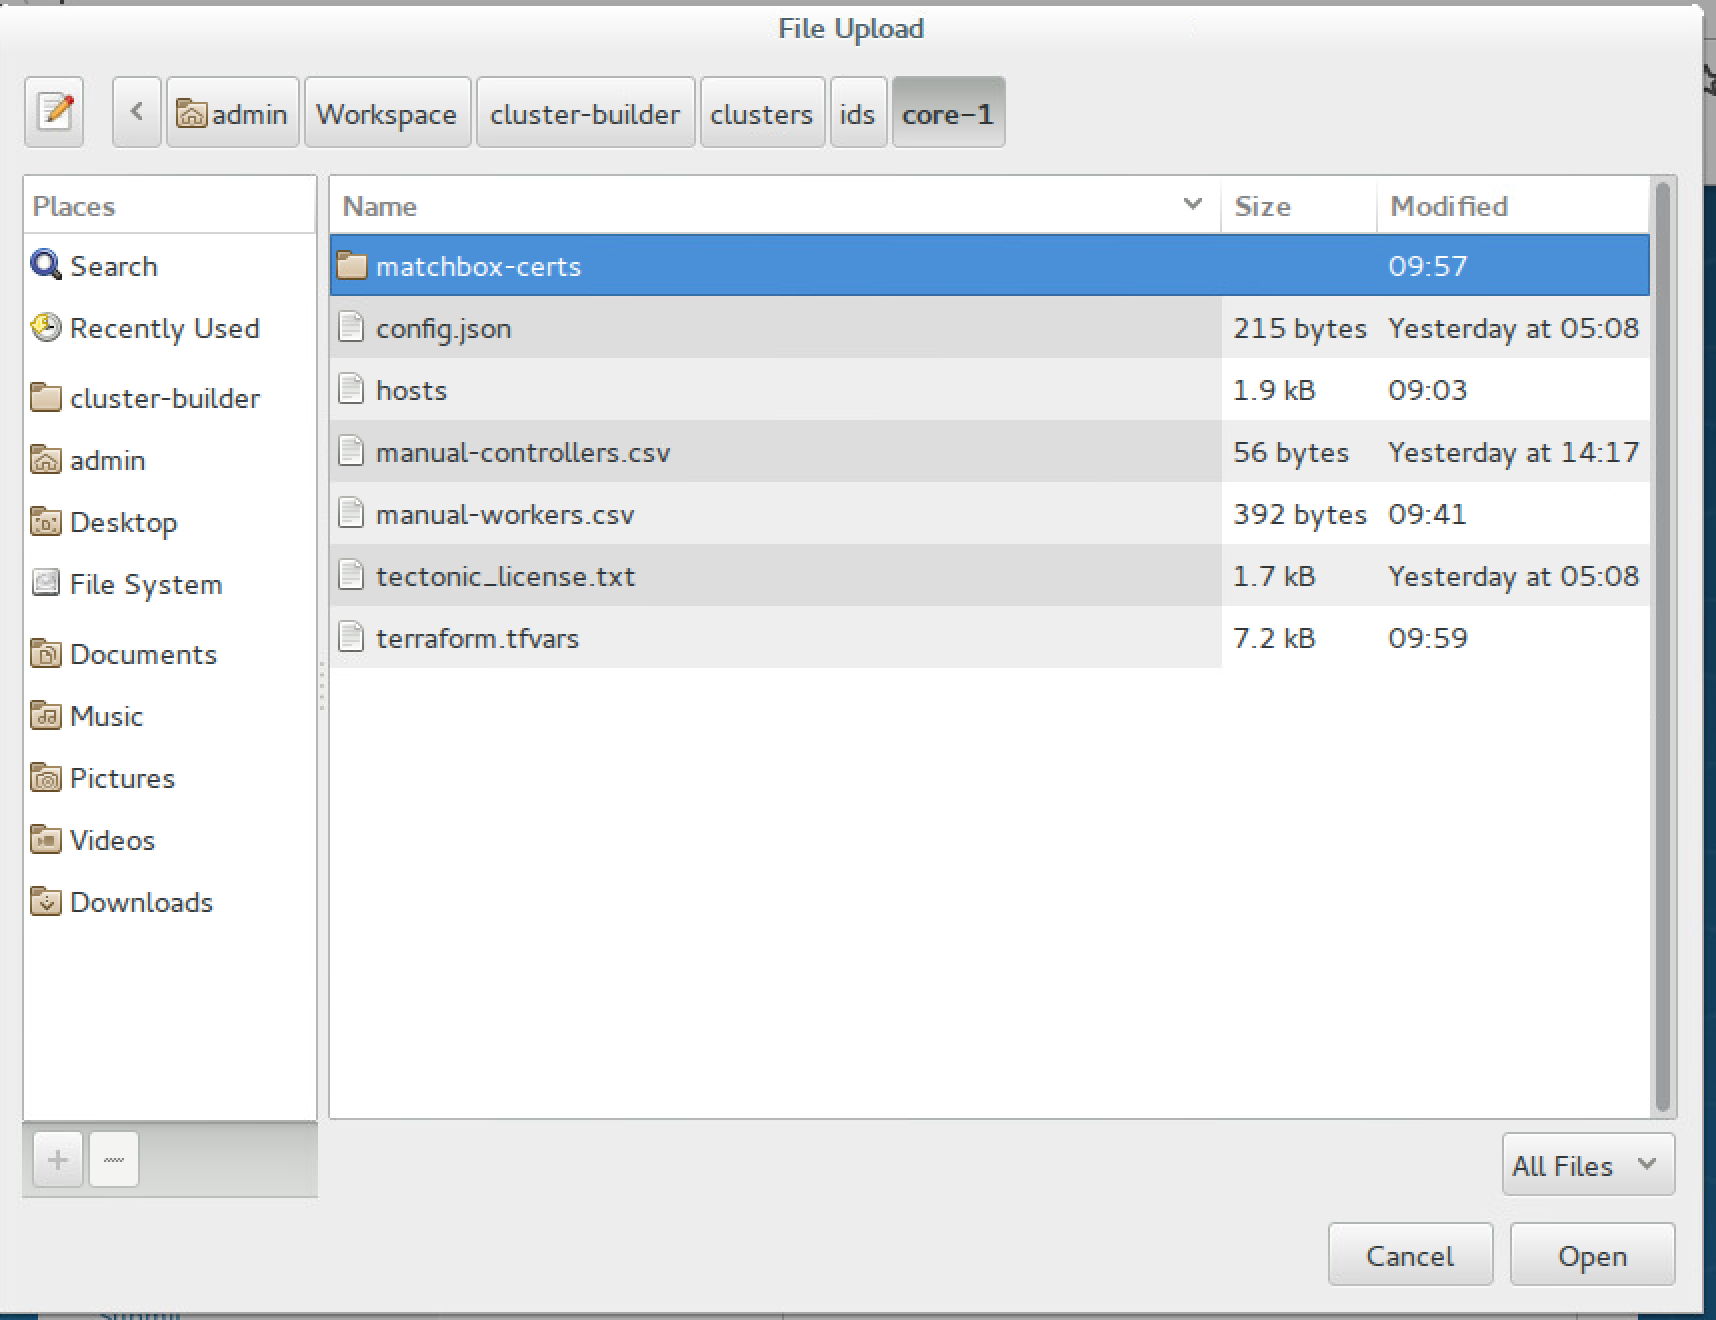 File Upload
admin Workspace cluster-builder clusters ids core-1
Places
Search
Recently Used
cluster-builder
admin
Desktop
File System
Documents
Music
Pictures
Videos
Downloads
Name Size Modified
matchbox-certs 09:57
config.json 215 bytes Yesterday at 05:08
hosts 1.9 kB 09:03
manual-controllers.csv 56 bytes Yesterday at 14:17
manual-workers.csv 392 bytes 09:41
tectonic_license.txt 1.7 kB Yesterday at 05:08
terraform.tfvars 7.2 kB 09:59
All Files
Cancel Open